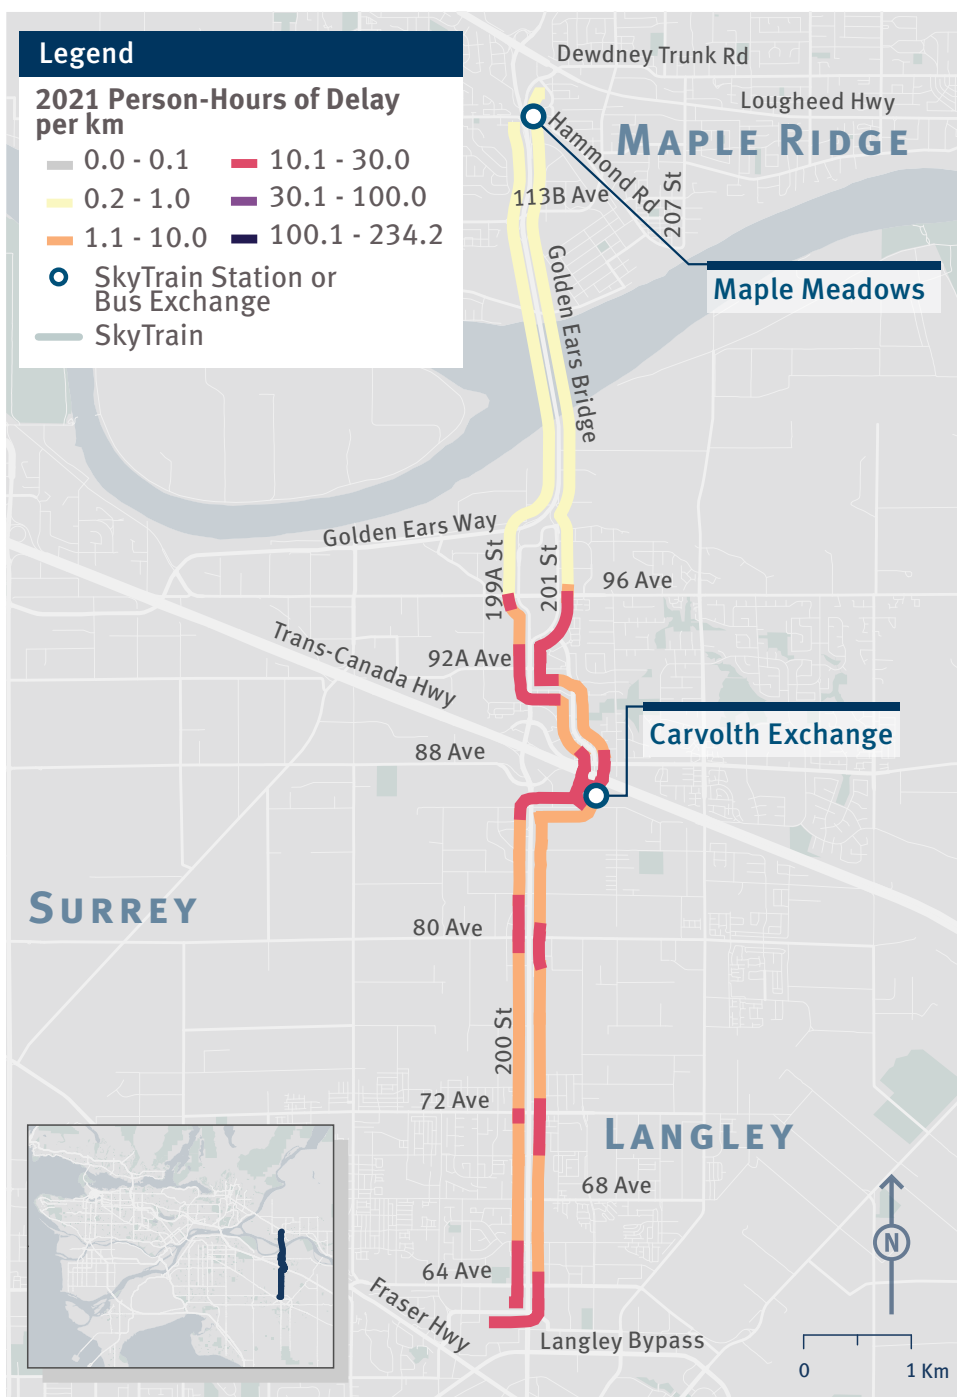 Legend
2021 Person-Hours of Delay
per km
0.0 - 0.1
10.1 - 30.0
0.2 - 1.0
30.1 - 100.0
1.1 - 10.0
100.1 - 234.2
SkyTrain Station or
Bus Exchange
SkyTrain
Dewdney Trunk Rd
Lougheed Hwy
MAPLE RIDGE
Hammond Rd
113B Ave
207 St
Maple Meadows
Golden Ears Bridge
Golden Ears Way
199A St
201 St
96 Ave
Trans-Canada Hwy
92A Ave
Carvolth Exchange
88 Ave
SURREY
80 Ave
200 St
72 Ave
LANGLEY
68 Ave
64 Ave
Fraser Hwy
Langley Bypass
N
0
1 Km